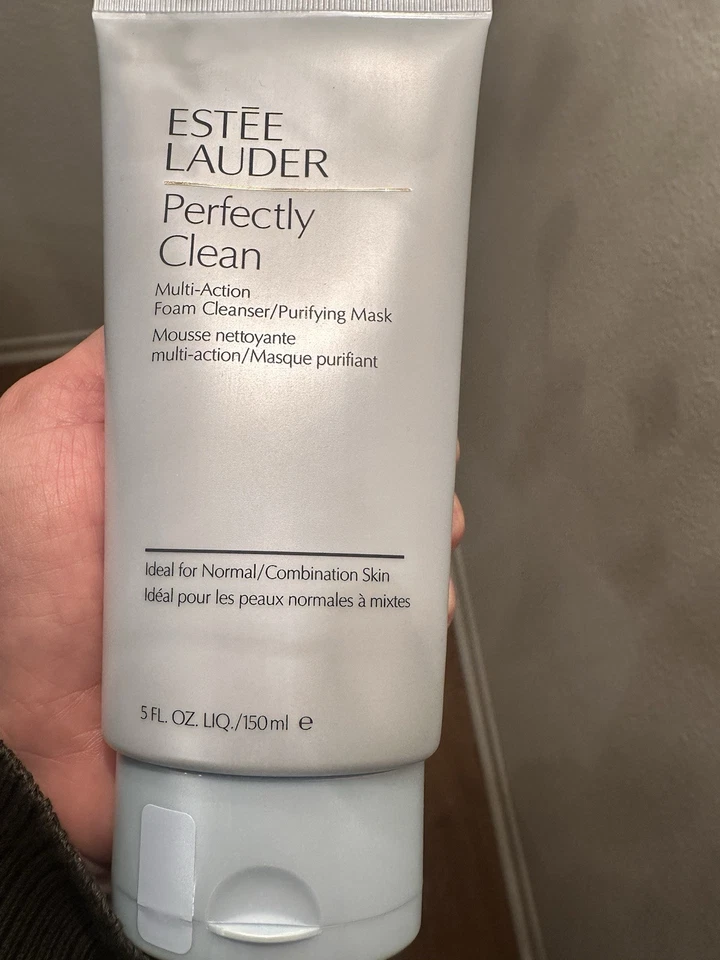 ESTĒE
LAUDER
Perfectly
Clean
Multi-Action
Foam Cleanser/Purifying Mask
Mousse nettoyante
multi-action/Masque purifiant
Ideal for Normal/Combination Skin
Idéal pour les peaux normales à mixtes
5 FL. OZ. LIQ./150 ml ℮